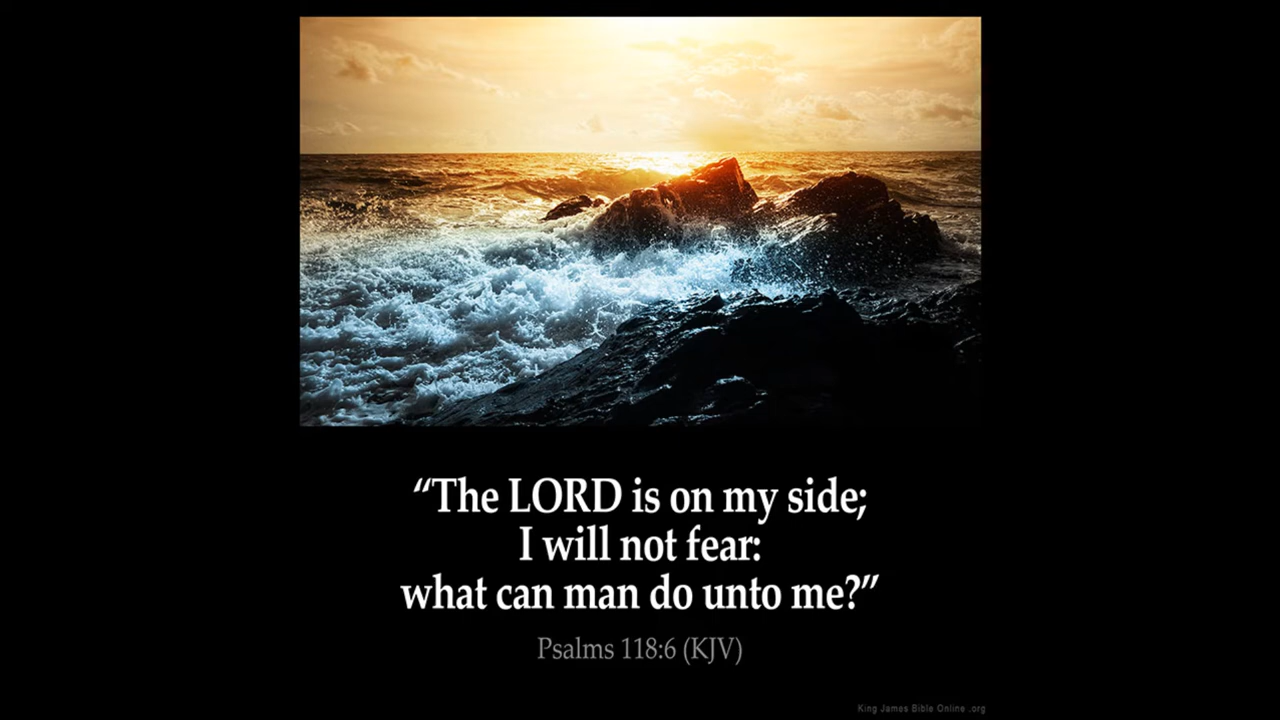 “The LORD is on my side;
I will not fear:
what can man do unto me?”
Psalms 118:6 (KJV)
King James Bible Online .org